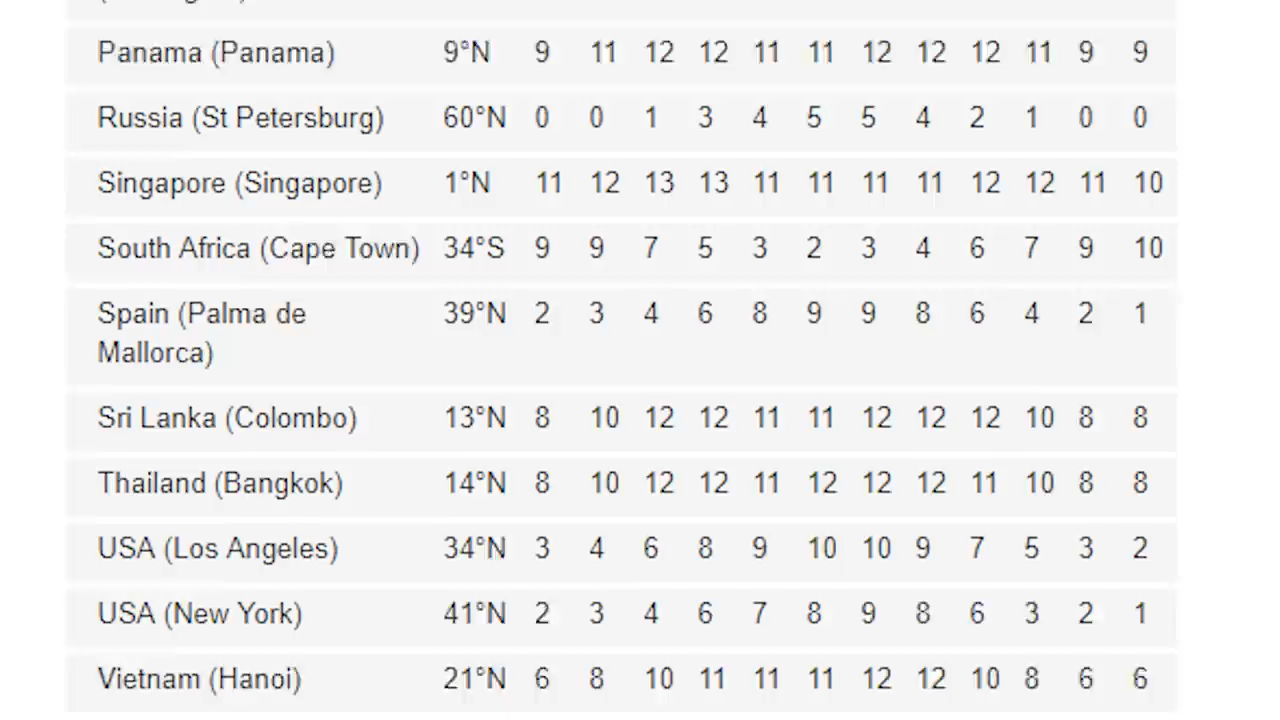 Panama (Panama) 9°N 9 11 12 12 11 11 12 12 12 11 9 9
Russia (St Petersburg) 60°N 0 0 1 3 4 5 5 4 2 1 0 0
Singapore (Singapore) 1°N 11 12 13 13 11 11 11 11 12 12 11 10
South Africa (Cape Town) 34°S 9 9 7 5 3 2 3 4 6 7 9 10
Spain (Palma de 39°N 2 3 4 6 8 9 9 8 6 4 2 1
Mallorca)
Sri Lanka (Colombo) 13°N 8 10 12 12 11 11 12 12 12 10 8 8
Thailand (Bangkok) 14°N 8 10 12 12 11 12 12 12 11 10 8 8
USA (Los Angeles) 34°N 3 4 6 8 9 10 10 9 7 5 3 2
USA (New York) 41°N 2 3 4 6 7 8 9 8 6 3 2 1
Vietnam (Hanoi) 21°N 6 8 10 11 11 11 12 12 10 8 6 6